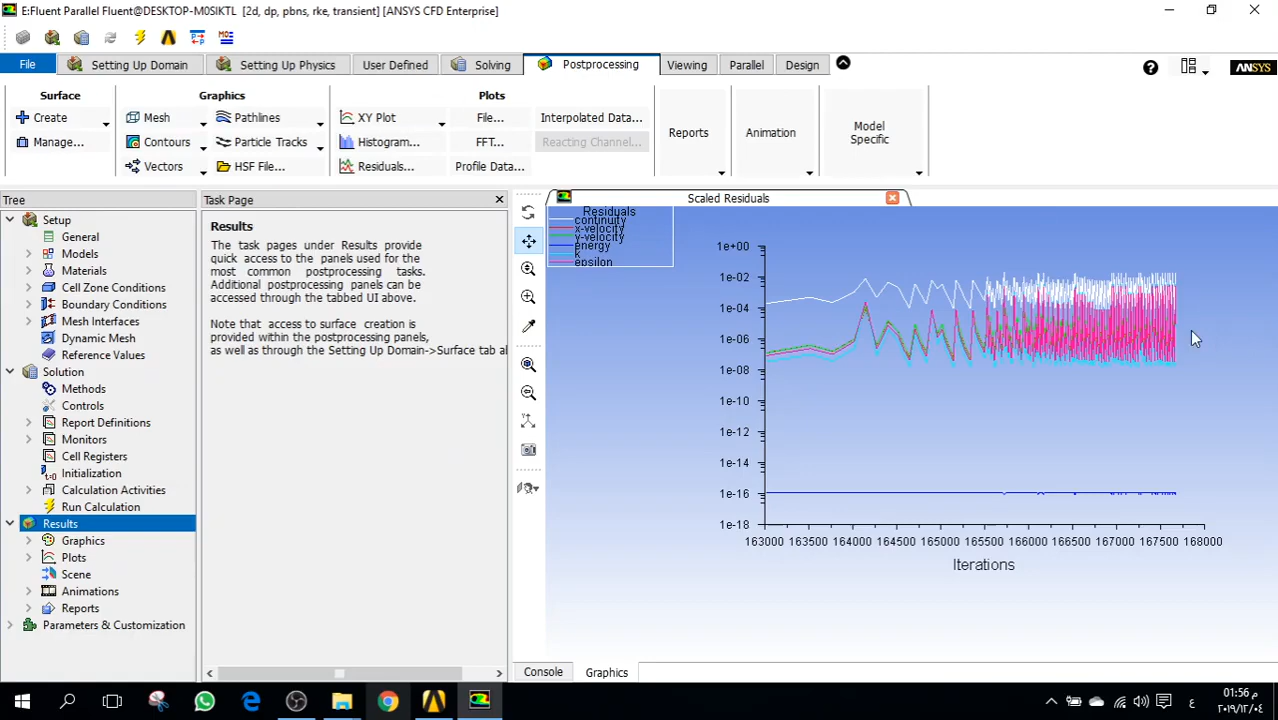 E:Fluent Parallel Fluent@DESKTOP-M0SIKTL [2d, dp, pbns, rke, transient] [ANSYS CFD Enterprise]
File Setting Up Domain Setting Up Physics User Defined Solving Postprocessing Viewing Parallel Design ANSYS
Surface Graphics Plots
Create Mesh Pathlines XY Plot File... Interpolated Data...
Manage... Contours Particle Tracks Histogram... FFT... Reacting Channel...
Vectors HSF File... Residuals... Profile Data...
Reports Animation Model
Specific
Tree
Setup
General
Models
Materials
Cell Zone Conditions
Boundary Conditions
Mesh Interfaces
Dynamic Mesh
Reference Values
Solution
Methods
Controls
Report Definitions
Monitors
Cell Registers
Initialization
Calculation Activities
Run Calculation
Results
Graphics
Plots
Scene
Animations
Reports
Parameters & Customization
Task Page
Results
The task pages under Results provide
quick access to the panels used for the
most common postprocessing tasks.
Additional postprocessing panels can be
accessed through the tabbed UI above.
Note that access to surface creation is
provided within the postprocessing panels,
as well as through the Setting Up Domain->Surface tab al
Scaled Residuals
Residuals
continuity
x-velocity
y-velocity
energy
k
epsilon
1e+00
1e-02
1e-04
1e-06
1e-08
1e-10
1e-12
1e-14
1e-16
1e-18
163000 163500 164000 164500 165000 165500 166000 166500 167000 167500 168000
Iterations
Console Graphics
ع
01:56 م
٢٠١٩/١٢/٠٤